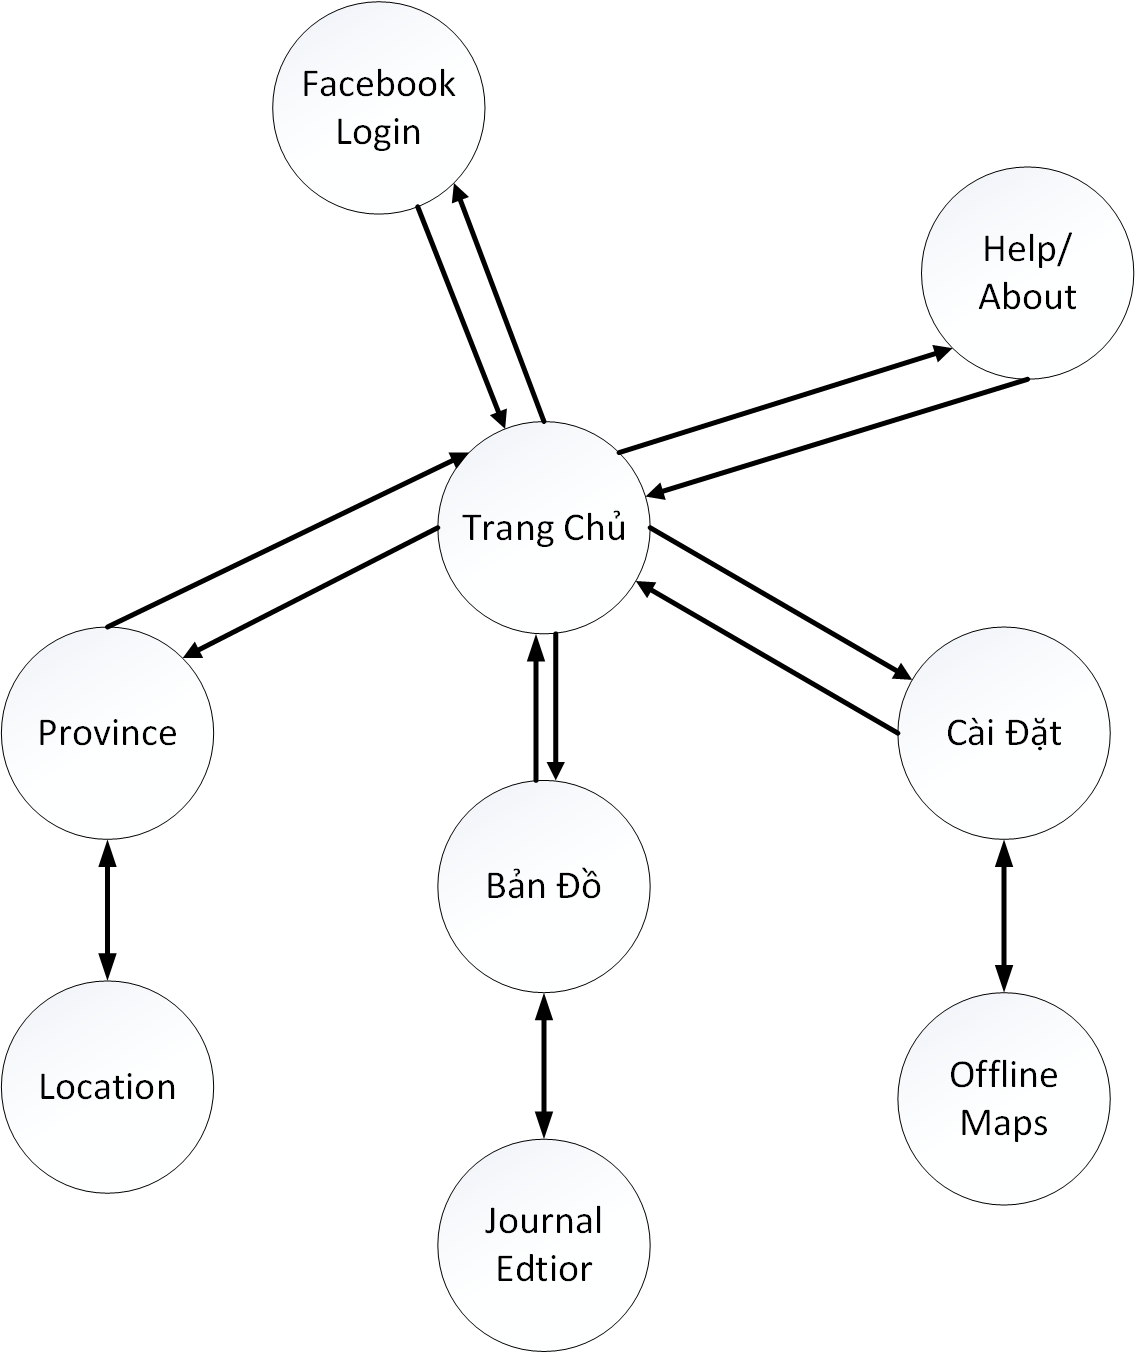 Facebook
Login
Help/
About
Trang Chủ
Province
Bản Đồ
Cài Đặt
Location
Journal
Edtior
Offline
Maps